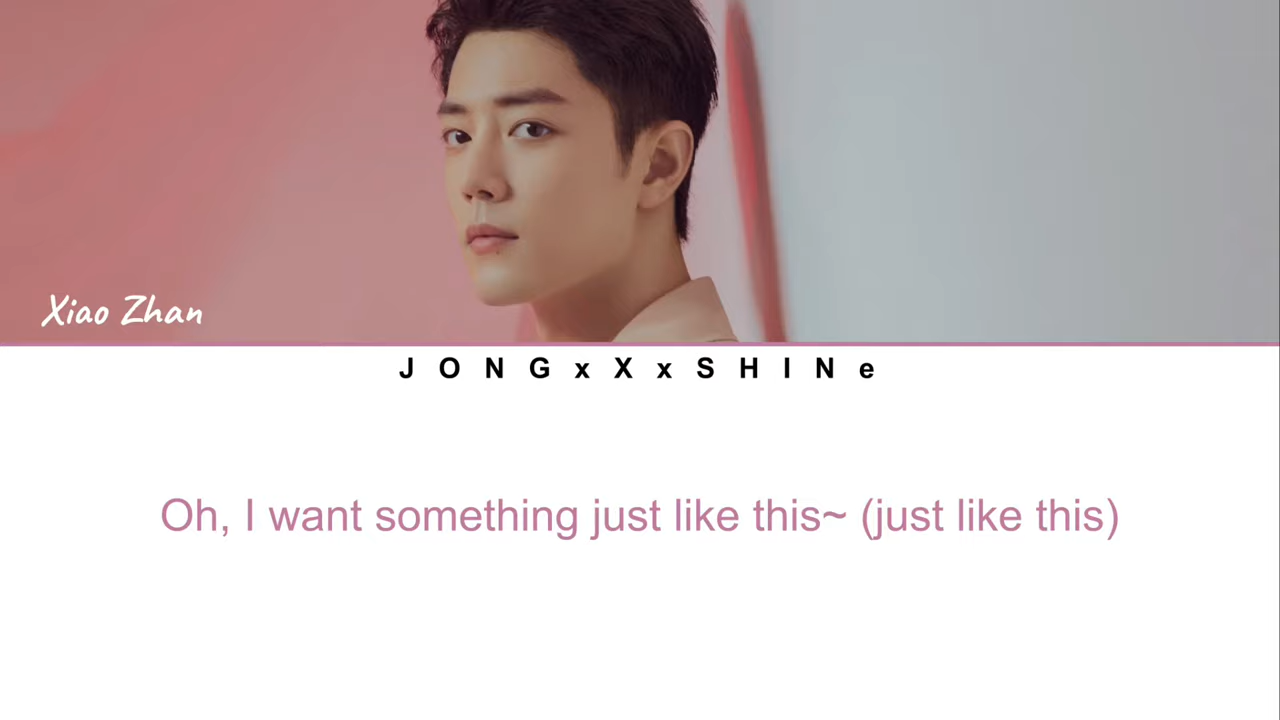 Xiao Zhan
J O N G x X x S H I N e
Oh, I want something just like this~ (just like this)